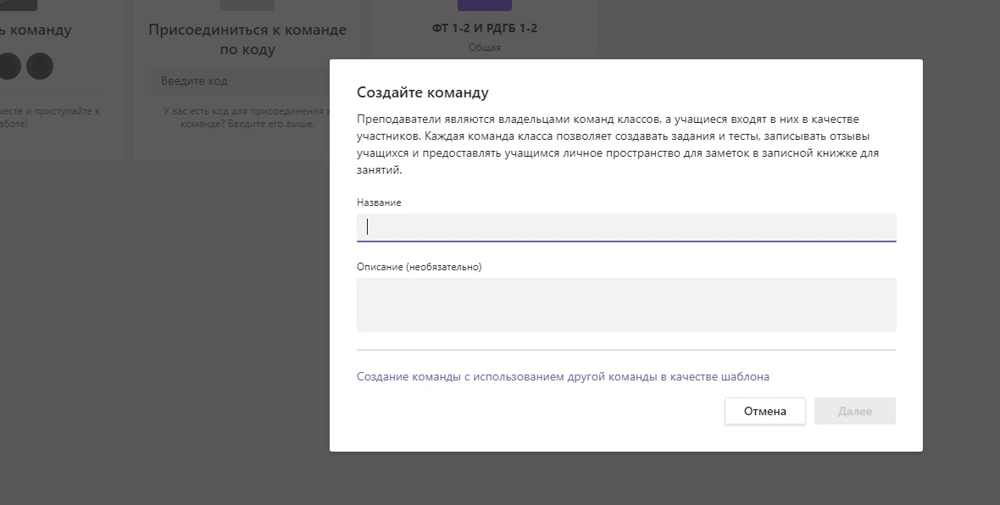 ь команду
Присоединиться к команде
по коду
ФТ 1-2 И РДГБ 1-2
Общая
Введите код
месте и приступайте к
аботе!
У вас есть код для присоединения к
команде? Введите его выше.
Создайте команду
Преподаватели являются владельцами команд классов, а учащиеся входят в них в качестве
участников. Каждая команда класса позволяет создавать задания и тесты, записывать отзывы
учащихся и предоставлять учащимся личное пространство для заметок в записной книжке для
занятий.
Название
Описание (необязательно)
Создание команды с использованием другой команды в качестве шаблона
Отмена
Далее